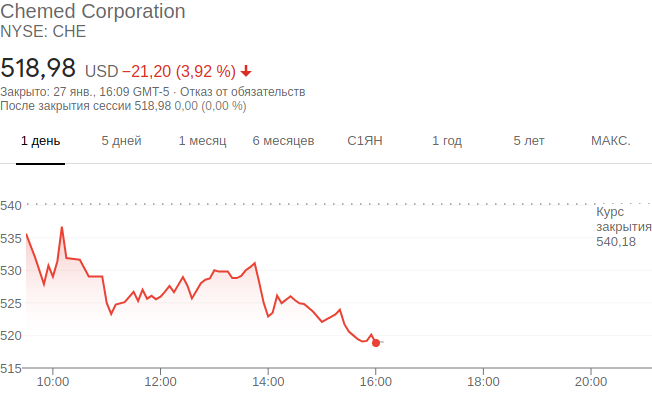 Chemed Corporation
NYSE: CHE
518,98 USD −21,20 (3,92 %)
Закрыто: 27 янв., 16:09 GMT-5 · Отказ от обязательств
После закрытия сессии 518,98 0,00 (0,00 %)
1 день 5 дней 1 месяц 6 месяцев С1ЯН 1 год 5 лет МАКС.
540
Курс
закрытия
540,18
535
530
525
520
515
10:00 12:00 14:00 16:00 18:00 20:00